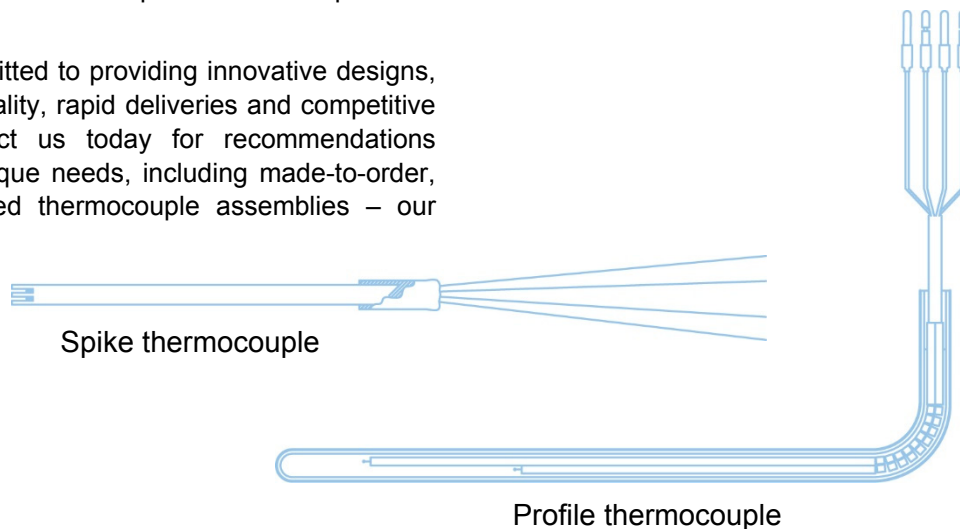 itted to providing innovative designs,
ality, rapid deliveries and competitive
ct us today for recommendations
que needs, including made-to-order,
ed thermocouple assemblies – our
Spike thermocouple
Profile thermocouple